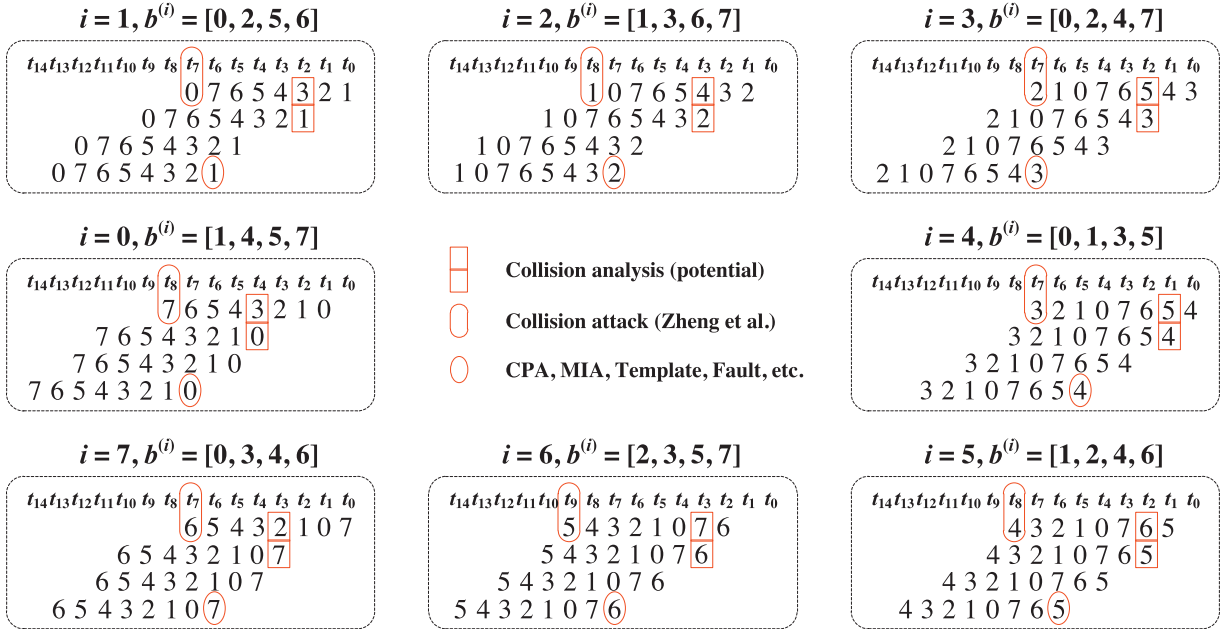 i = 1, b⁽ⁱ⁾ = [0, 2, 5, 6]
t₁₄ t₁₃ t₁₂ t₁₁ t₁₀ t₉ t₈ t₇ t₆ t₅ t₄ t₃ t₂ t₁ t₀
0 7 6 5 4 3 2 1
0 7 6 5 4 3 2 1
0 7 6 5 4 3 2 1
0 7 6 5 4 3 2 1
i = 2, b⁽ⁱ⁾ = [1, 3, 6, 7]
t₁₄ t₁₃ t₁₂ t₁₁ t₁₀ t₉ t₈ t₇ t₆ t₅ t₄ t₃ t₂ t₁ t₀
1 0 7 6 5 4 3 2
1 0 7 6 5 4 3 2
1 0 7 6 5 4 3 2
1 0 7 6 5 4 3 2
i = 3, b⁽ⁱ⁾ = [0, 2, 4, 7]
t₁₄ t₁₃ t₁₂ t₁₁ t₁₀ t₉ t₈ t₇ t₆ t₅ t₄ t₃ t₂ t₁ t₀
2 1 0 7 6 5 4 3
2 1 0 7 6 5 4 3
2 1 0 7 6 5 4 3
2 1 0 7 6 5 4 3
i = 0, b⁽ⁱ⁾ = [1, 4, 5, 7]
t₁₄ t₁₃ t₁₂ t₁₁ t₁₀ t₉ t₈ t₇ t₆ t₅ t₄ t₃ t₂ t₁ t₀
7 6 5 4 3 2 1 0
7 6 5 4 3 2 1 0
7 6 5 4 3 2 1 0
7 6 5 4 3 2 1 0
Collision analysis (potential)
Collision attack (Zheng et al.)
CPA, MIA, Template, Fault, etc.
i = 4, b⁽ⁱ⁾ = [0, 1, 3, 5]
t₁₄ t₁₃ t₁₂ t₁₁ t₁₀ t₉ t₈ t₇ t₆ t₅ t₄ t₃ t₂ t₁ t₀
3 2 1 0 7 6 5 4
3 2 1 0 7 6 5 4
3 2 1 0 7 6 5 4
3 2 1 0 7 6 5 4
i = 7, b⁽ⁱ⁾ = [0, 3, 4, 6]
t₁₄ t₁₃ t₁₂ t₁₁ t₁₀ t₉ t₈ t₇ t₆ t₅ t₄ t₃ t₂ t₁ t₀
6 5 4 3 2 1 0 7
6 5 4 3 2 1 0 7
6 5 4 3 2 1 0 7
6 5 4 3 2 1 0 7
i = 6, b⁽ⁱ⁾ = [2, 3, 5, 7]
t₁₄ t₁₃ t₁₂ t₁₁ t₁₀ t₉ t₈ t₇ t₆ t₅ t₄ t₃ t₂ t₁ t₀
5 4 3 2 1 0 7 6
5 4 3 2 1 0 7 6
5 4 3 2 1 0 7 6
5 4 3 2 1 0 7 6
i = 5, b⁽ⁱ⁾ = [1, 2, 4, 6]
t₁₄ t₁₃ t₁₂ t₁₁ t₁₀ t₉ t₈ t₇ t₆ t₅ t₄ t₃ t₂ t₁ t₀
4 3 2 1 0 7 6 5
4 3 2 1 0 7 6 5
4 3 2 1 0 7 6 5
4 3 2 1 0 7 6 5